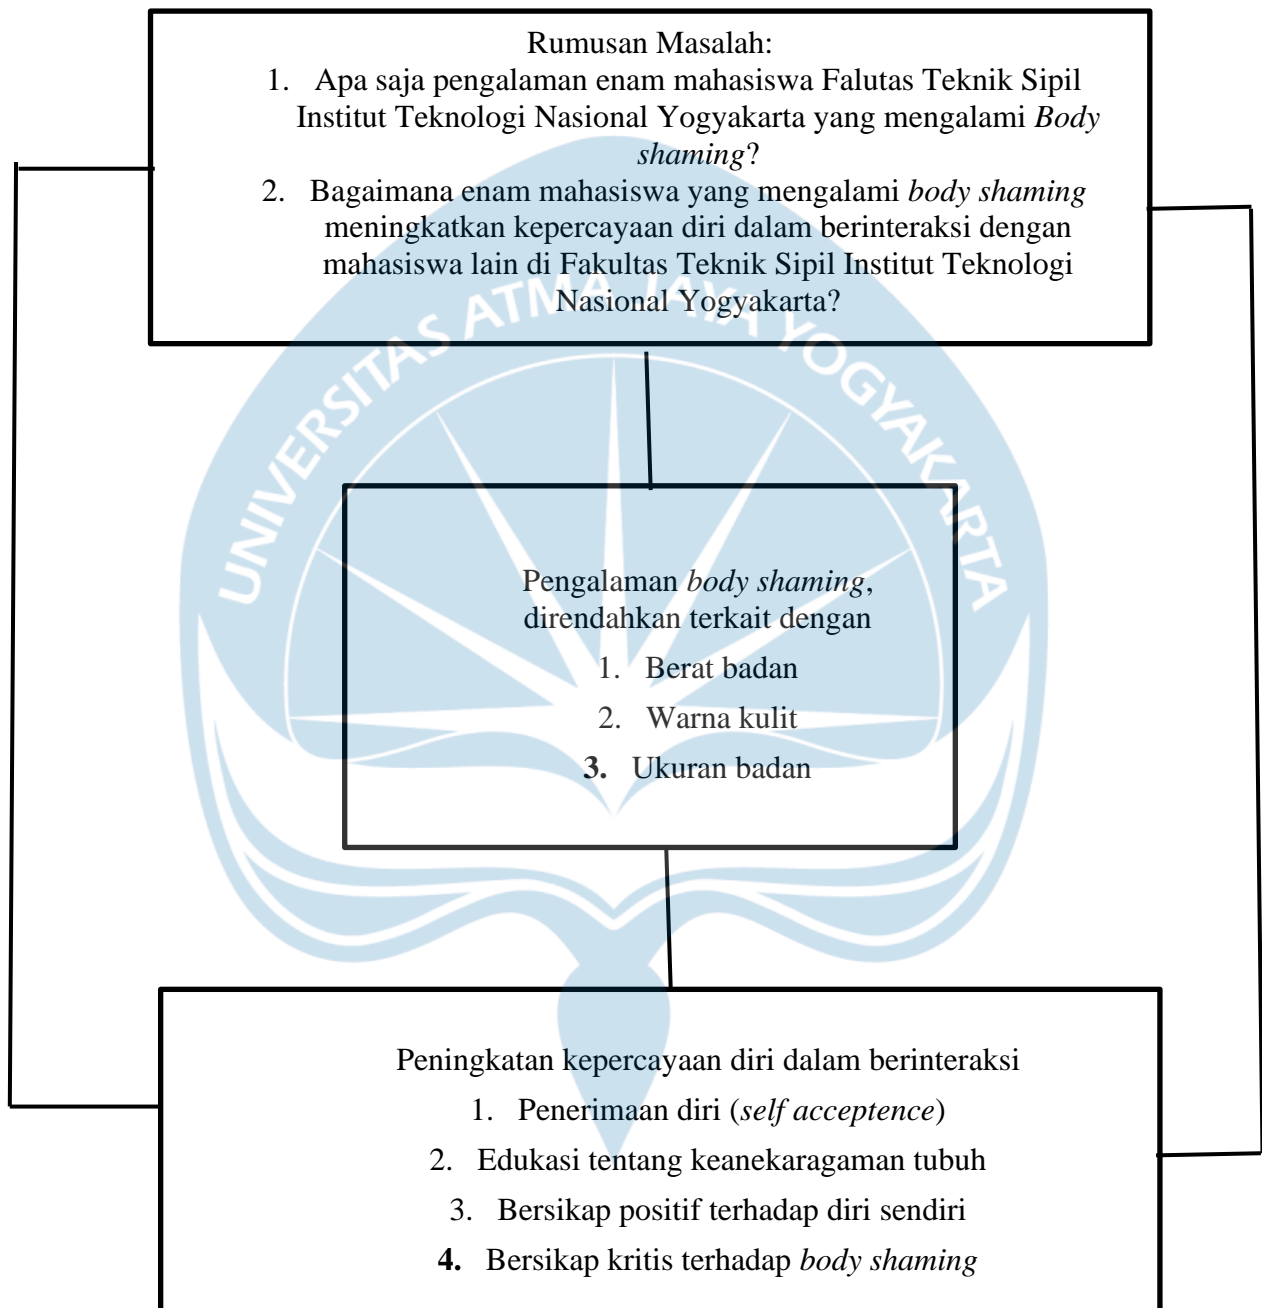 Rumusan Masalah:
1. Apa saja pengalaman enam mahasiswa Falutas Teknik Sipil
Institut Teknologi Nasional Yogyakarta yang mengalami Body
shaming?
2. Bagaimana enam mahasiswa yang mengalami body shaming
meningkatkan kepercayaan diri dalam berinteraksi dengan
mahasiswa lain di Fakultas Teknik Sipil Institut Teknologi
Nasional Yogyakarta?
UNIVERSITAS ATMA JAYA YOGYAKARTA
Pengalaman body shaming,
direndahkan terkait dengan
1. Berat badan
2. Warna kulit
3. Ukuran badan
Peningkatan kepercayaan diri dalam berinteraksi
1. Penerimaan diri (self acceptence)
2. Edukasi tentang keanekaragaman tubuh
3. Bersikap positif terhadap diri sendiri
4. Bersikap kritis terhadap body shaming